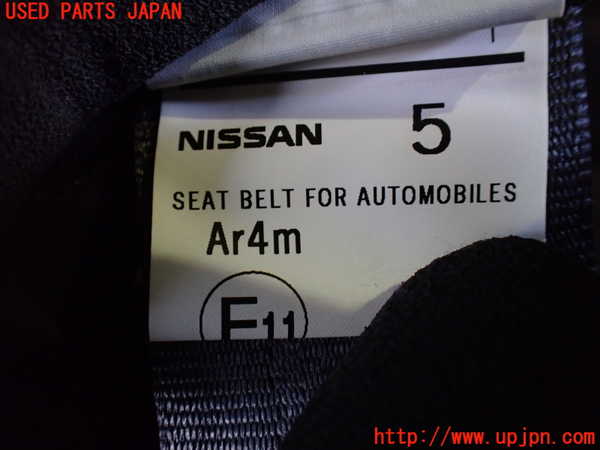 USED PARTS JAPAN
NISSAN 5
SEAT BELT FOR AUTOMOBILES
Ar4m
E11
http://www.upjpn.com/